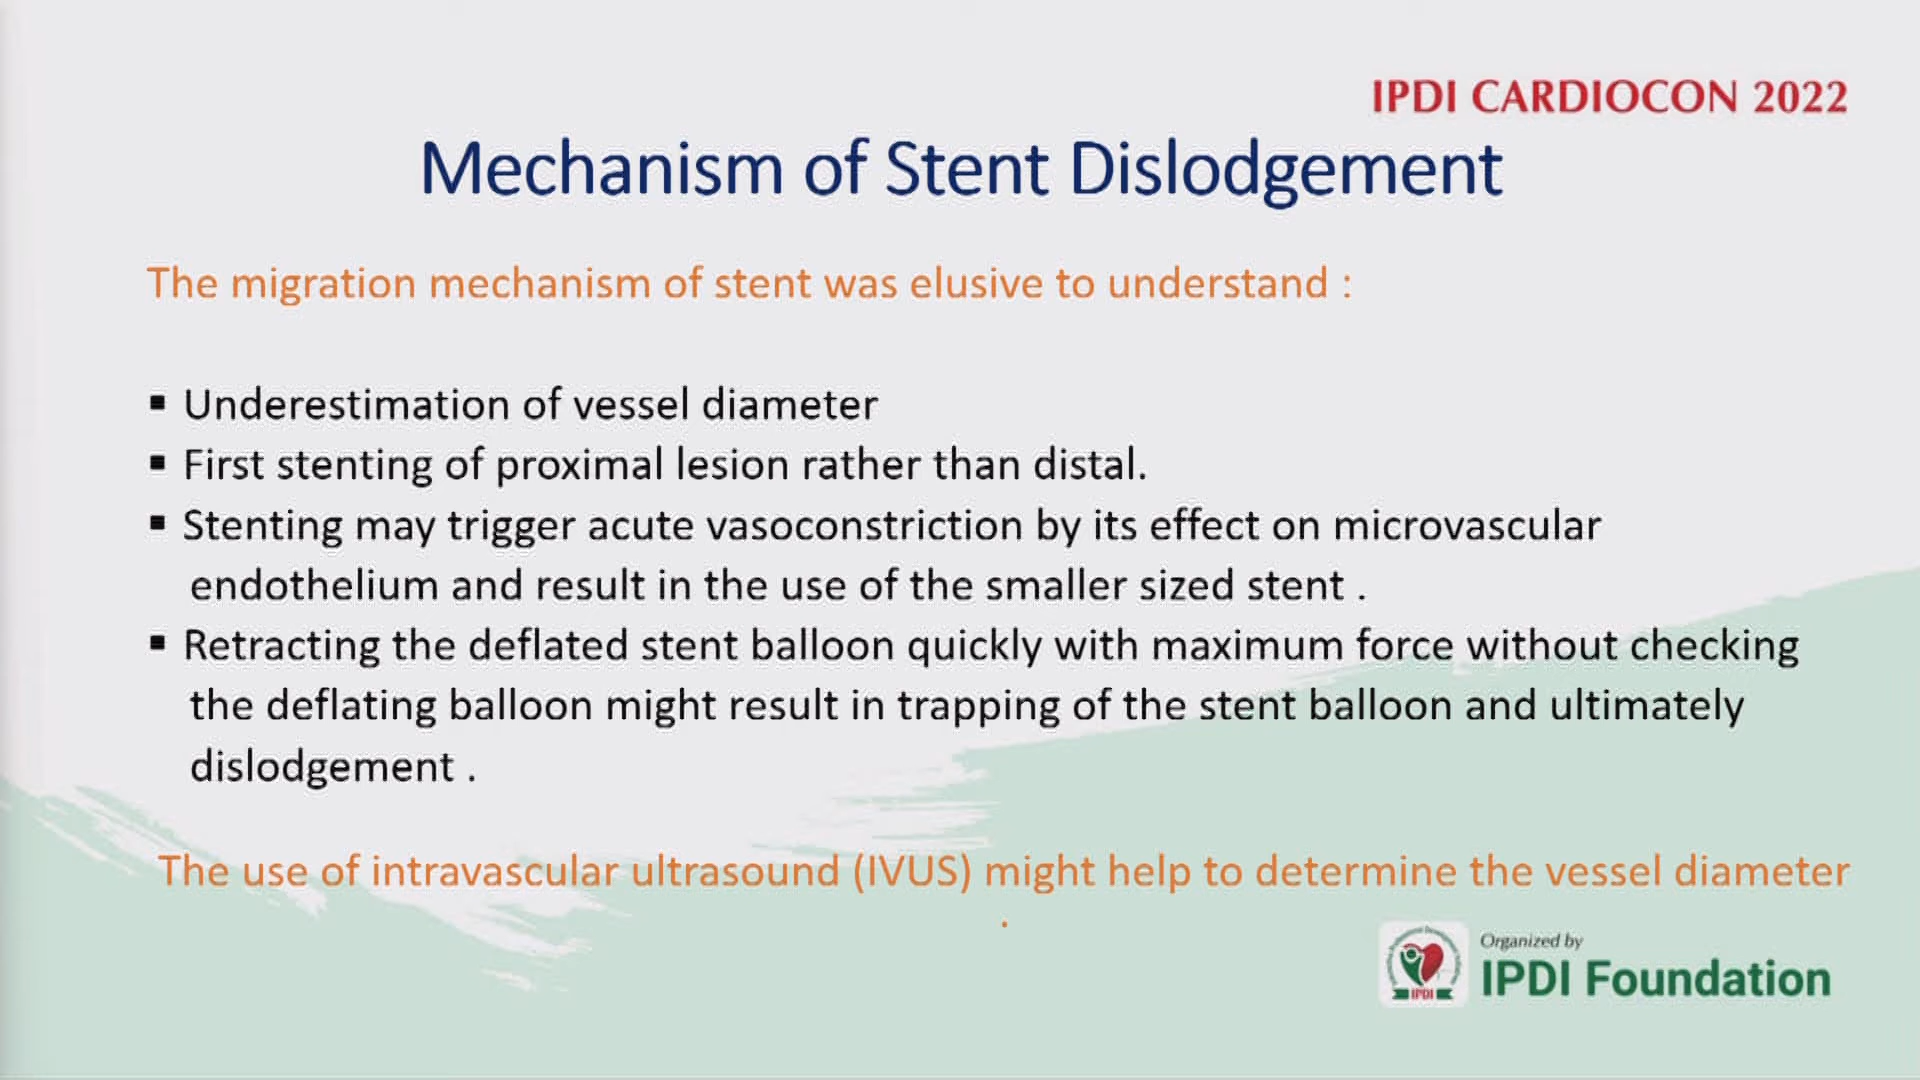 IPDI CARDIOCON 2022
Mechanism of Stent Dislodgement
The migration mechanism of stent was elusive to understand :
▪ Underestimation of vessel diameter
▪ First stenting of proximal lesion rather than distal.
▪ Stenting may trigger acute vasoconstriction by its effect on microvascular
endothelium and result in the use of the smaller sized stent .
▪ Retracting the deflated stent balloon quickly with maximum force without checking
the deflating balloon might result in trapping of the stent balloon and ultimately
dislodgement .
The use of intravascular ultrasound (IVUS) might help to determine the vessel diameter
.
Organized by
IPDI Foundation
IPDI